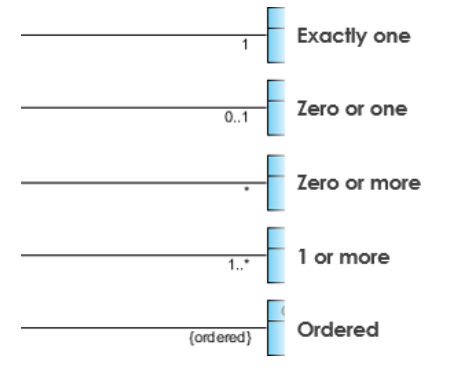 Exactly one
1
Zero or one
0..1
Zero or more
*
1 or more
1..*
Ordered
{ordered}